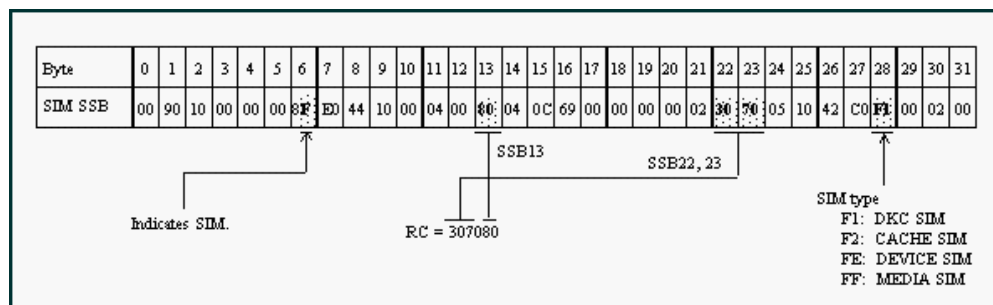 Byte 0 1 2 3 4 5 6 7 8 9 10 11 12 13 14 15 16 17 18 19 20 21 22 23 24 25 26 27 28 29 30 31
SIM SSB 00 90 10 00 00 00 8F E0 44 10 00 04 00 80 04 0C 69 00 00 00 00 02 30 70 05 10 42 C0 F1 00 02 00
SSB13
SSB22, 23
Indicates SIM.
RC = 307080
SIM type
F1: DKC SIM
F2: CACHE SIM
FE: DEVICE SIM
FF: MEDIA SIM